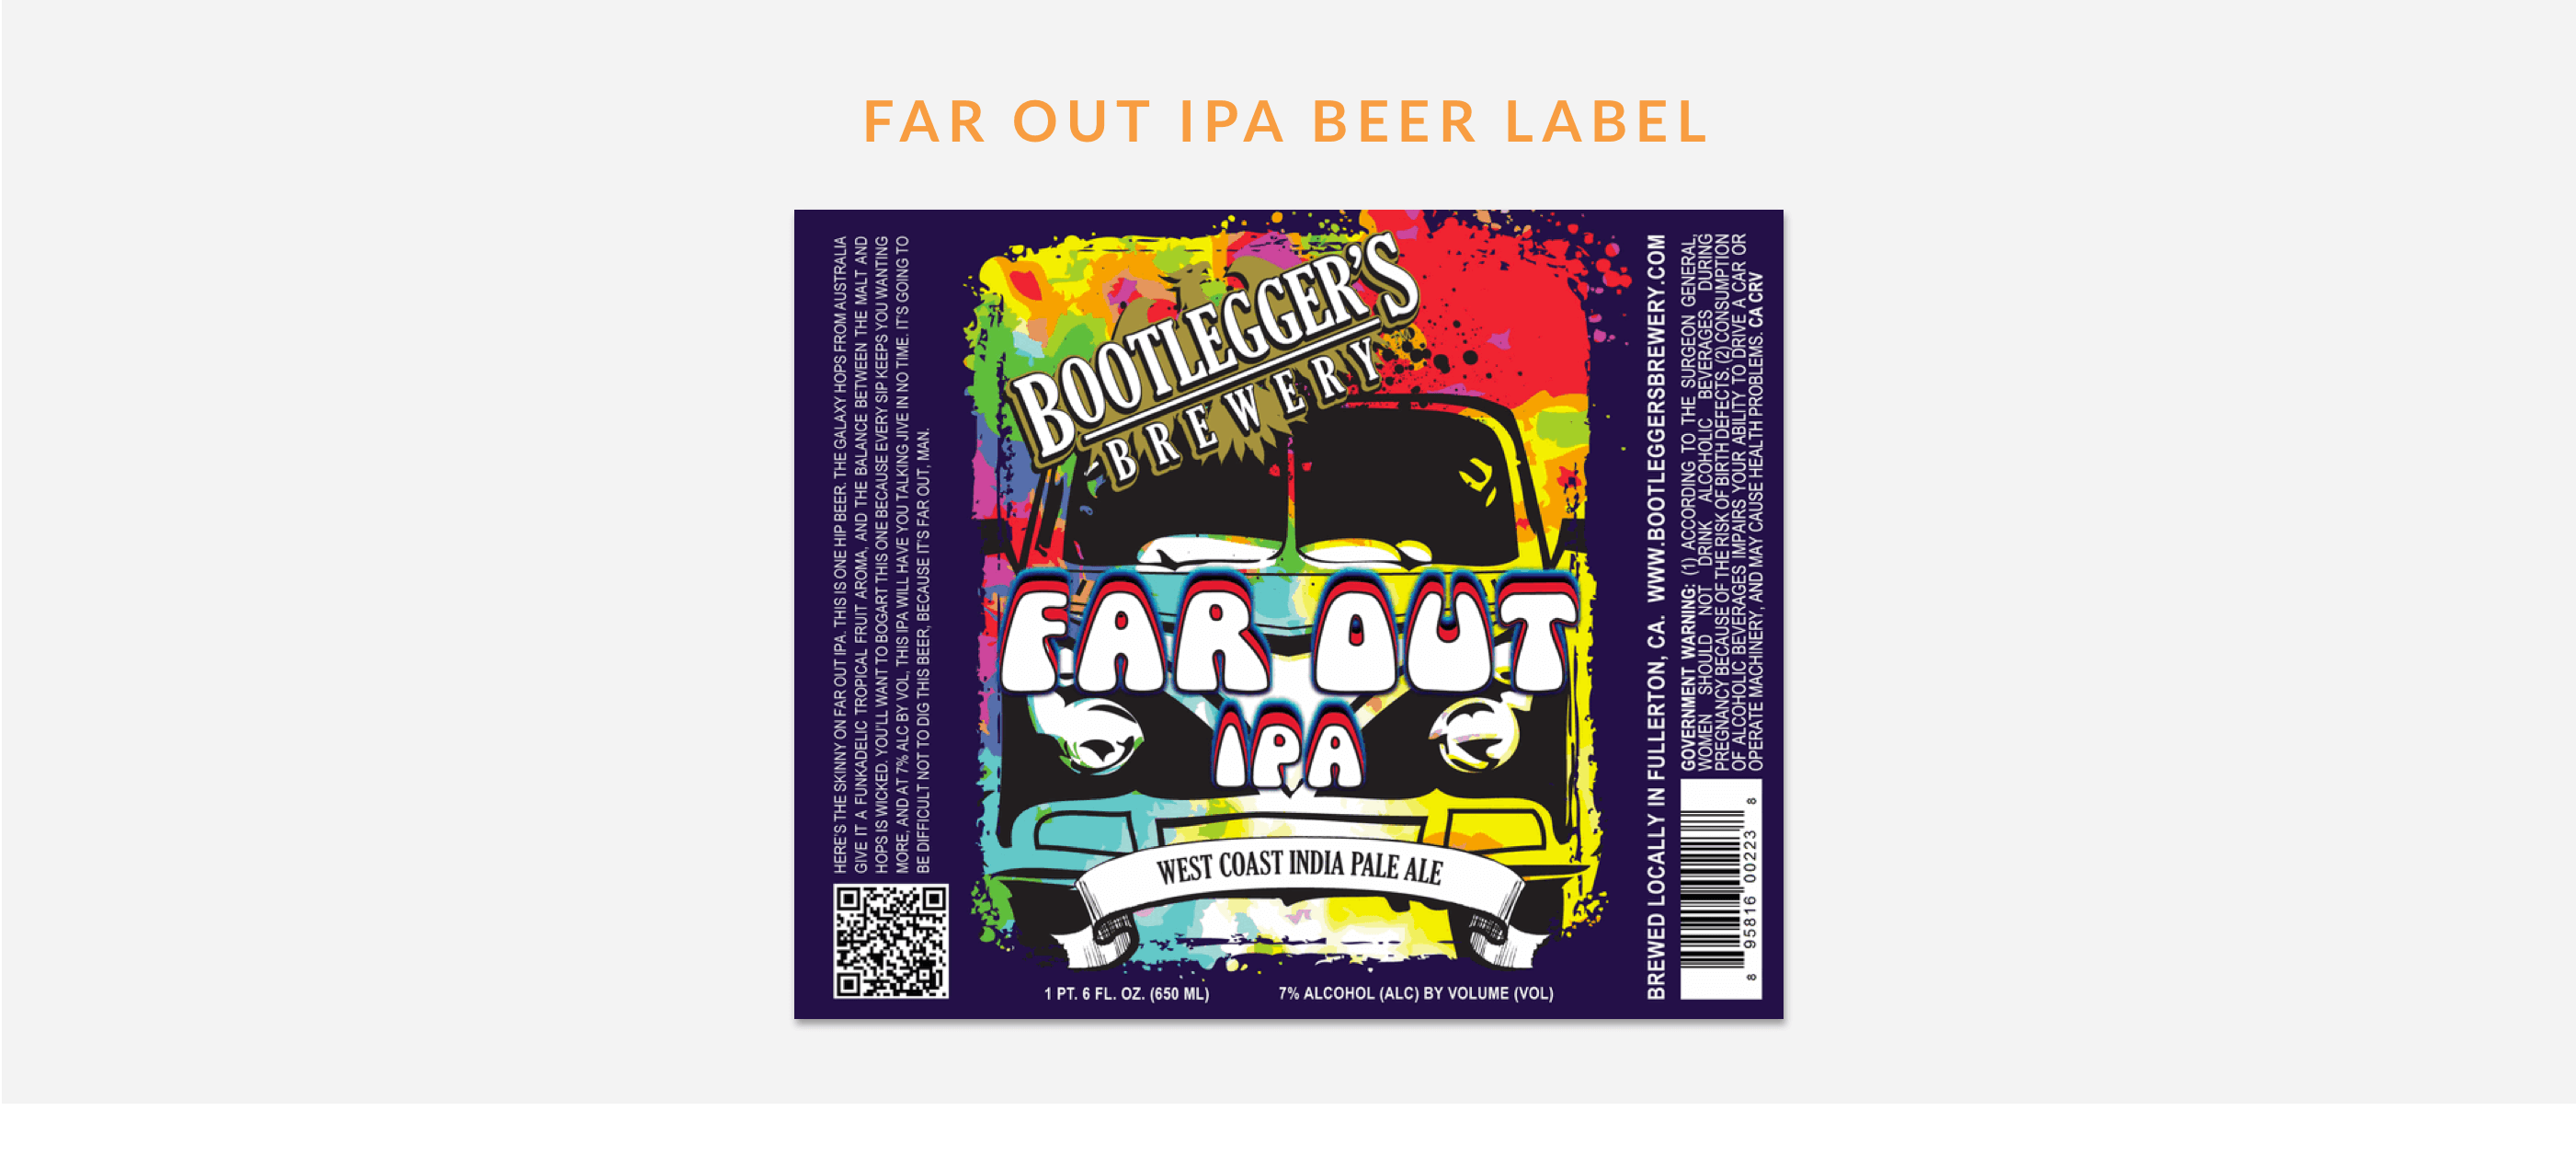 FAR OUT IPA BEER LABEL
HERE'S THE SKINNY ON FAR OUT IPA. THIS IS ONE HIP BEER. THE GALAXY HOPS FROM AUSTRALIA
GIVE IT A FUNKADELIC TROPICAL FRUIT AROMA, AND THE BALANCE BETWEEN THE MALT AND
HOPS IS WICKED. YOU'LL WANT TO BOGART THIS ONE BECAUSE EVERY SIP KEEPS YOU WANTING
MORE, AND AT 7% ALC BY VOL, THIS IPA WILL HAVE YOU TALKING JIVE IN NO TIME. IT'S GOING TO
BE DIFFICULT NOT TO DIG THIS BEER, BECAUSE IT'S FAR OUT, MAN.
BOOTLEGGER'S
BREWERY
FAR OUT
IPA
WEST COAST INDIA PALE ALE
1 PT. 6 FL. OZ. (650 ML)
7% ALCOHOL (ALC) BY VOLUME (VOL)
BREWED LOCALLY IN FULLERTON, CA. WWW.BOOTLEGGERSBREWERY.COM
GOVERNMENT WARNING: (1) ACCORDING TO THE SURGEON GENERAL,
WOMEN SHOULD NOT DRINK ALCOHOLIC BEVERAGES DURING
PREGNANCY BECAUSE OF THE RISK OF BIRTH DEFECTS. (2) CONSUMPTION
OF ALCOHOLIC BEVERAGES IMPAIRS YOUR ABILITY TO DRIVE A CAR OR
OPERATE MACHINERY, AND MAY CAUSE HEALTH PROBLEMS. CA CRV
8 95816 00223 8